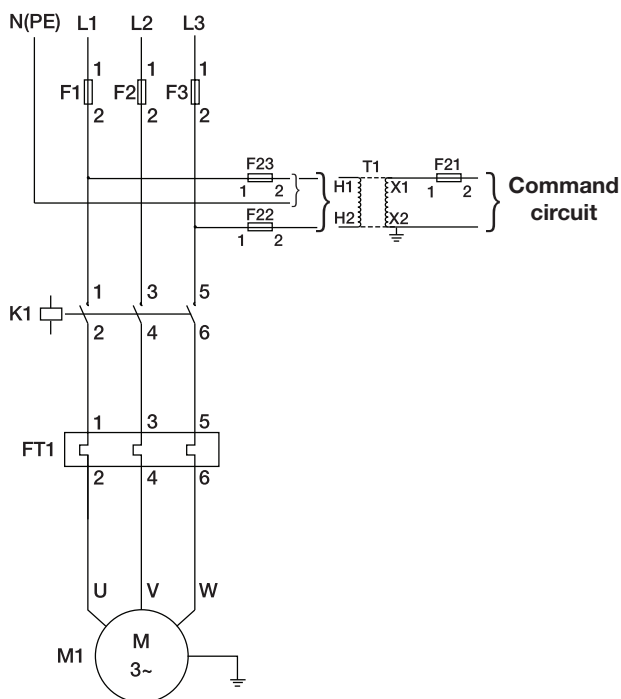 N(PE) L1 L2 L3
1 1 1
F1 F2 F3
2 2 2
F23 T1 F21
1 2 H1 X1 1 2
Command
circuit
F22 H2 X2
1 2
1 3 5
K1
2 4 6
1 3 5
FT1
2 4 6
U V W
M1 M
3~